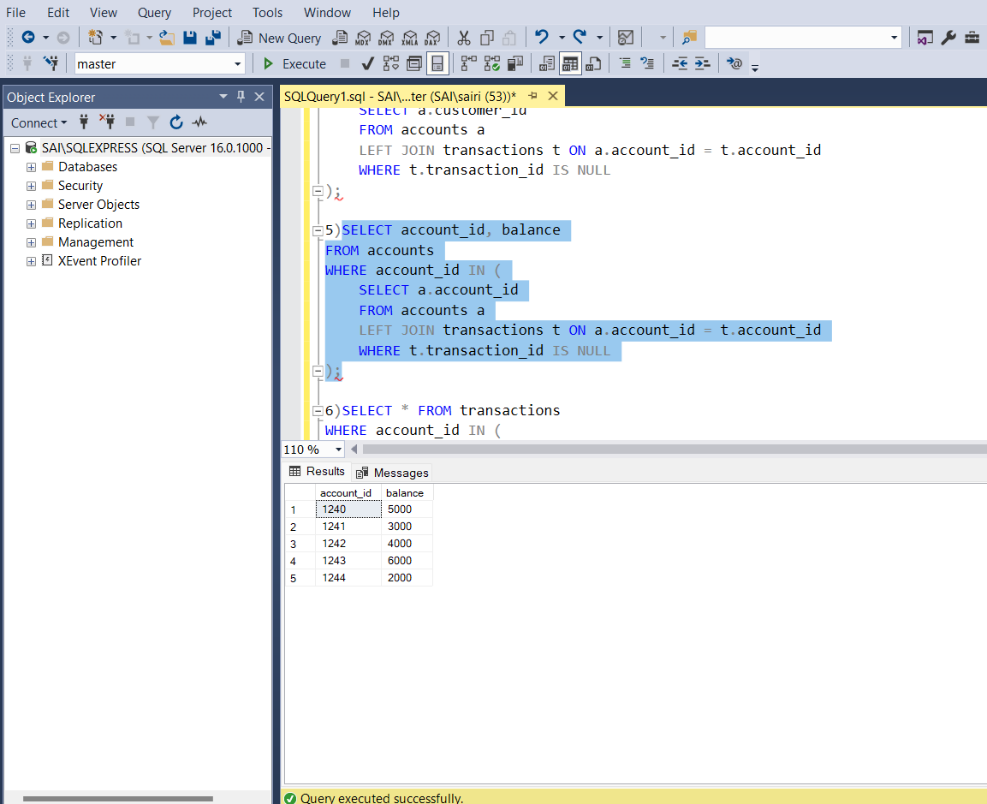 File Edit View Query Project Tools Window Help
New Query MDX DMX XMLA DAX
master Execute
Object Explorer
Connect
SAI\SQLEXPRESS (SQL Server 16.0.1000 -
Databases
Security
Server Objects
Replication
Management
XEvent Profiler
SQLQuery1.sql - SAI\...ter (SAI\sairi (53))*
SELECT a.customer_id
FROM accounts a
LEFT JOIN transactions t ON a.account_id = t.account_id
WHERE t.transaction_id IS NULL
);
5)SELECT account_id, balance
FROM accounts
WHERE account_id IN (
SELECT a.account_id
FROM accounts a
LEFT JOIN transactions t ON a.account_id = t.account_id
WHERE t.transaction_id IS NULL
);
6)SELECT * FROM transactions
WHERE account_id IN (
110 %
Results Messages
account_id balance
1 1240 5000
2 1241 3000
3 1242 4000
4 1243 6000
5 1244 2000
Query executed successfully.